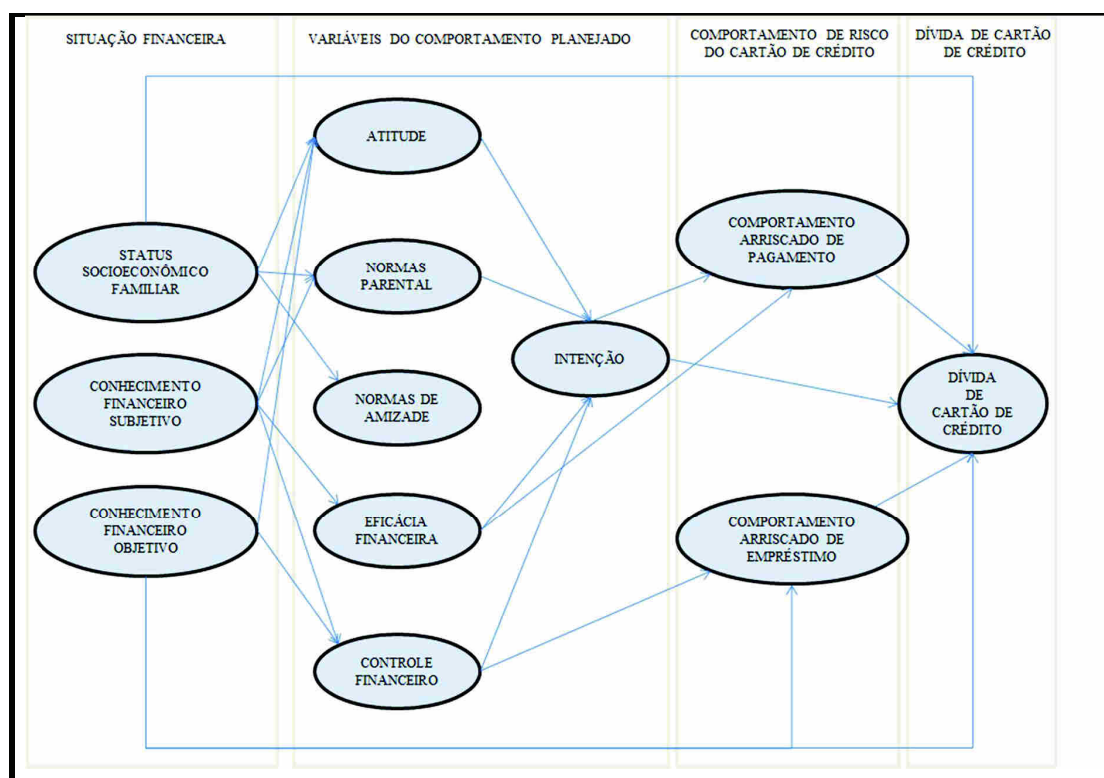 SITUAÇÃO FINANCEIRA
VARIÁVEIS DO COMPORTAMENTO PLANEJADO
COMPORTAMENTO DE RISCO
DO CARTÃO DE CRÉDITO
DÍVIDA DE CARTÃO
DE CRÉDITO
STATUS
SOCIOECONÔMICO
FAMILIAR
CONHECIMENTO
FINANCEIRO
SUBJETIVO
CONHECIMENTO
FINANCEIRO
OBJETIVO
ATITUDE
NORMAS
PARENTAL
NORMAS DE
AMIZADE
EFICÁCIA
FINANCEIRA
CONTROLE
FINANCEIRO
INTENÇÃO
COMPORTAMENTO
ARRISCADO DE
PAGAMENTO
COMPORTAMENTO
ARRISCADO DE
EMPRÉSTIMO
DÍVIDA
DE
CARTÃO DE
CRÉDITO